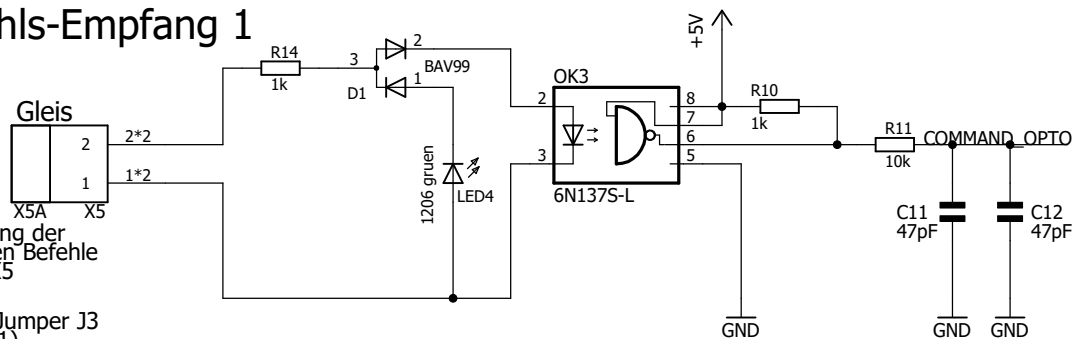 hls-Empfang 1
R14
1k
3
2
BAV99
1
D1
+5V
OK3
8
7
6
5
2
3
6N137S-L
R10
1k
R11
10k
COMMAND_OPTO
Gleis
2
2*2
1
1*2
X5A
X5
1206 gruen
LED4
C11
47pF
C12
47pF
ng der
en Befehle
5
Jumper J3
1)
GND
GND
GND